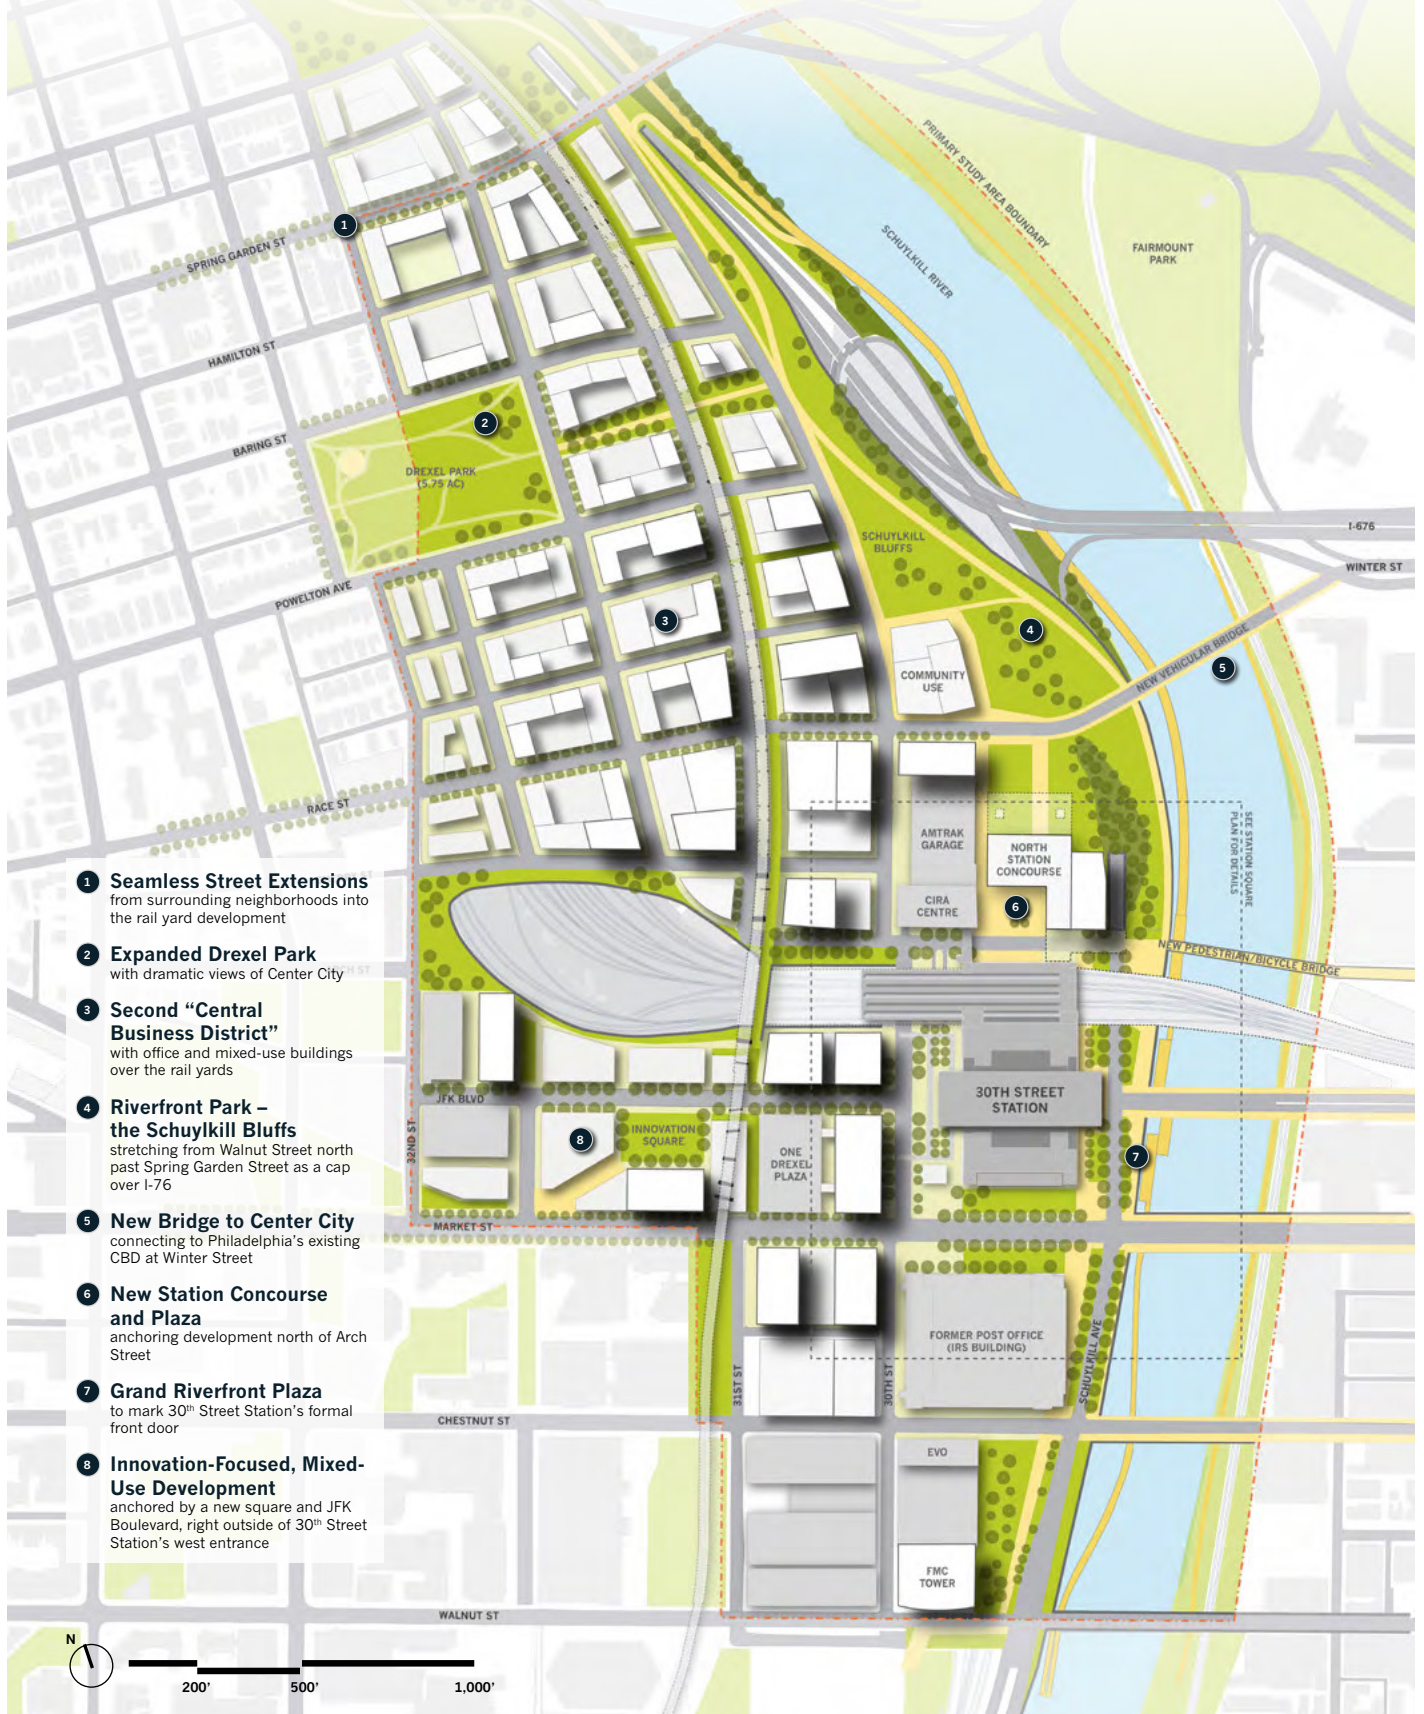 PRIMARY STUDY AREA BOUNDARY
SCHUYLKILL RIVER
FAIRMOUNT
PARK
1
SPRING GARDEN ST
HAMILTON ST
BARING ST
2
DREXEL PARK
(5.75 AC)
SCHUYLKILL
BLUFFS
I-676
WINTER ST
POWELTON AVE
3
4
NEW VEHICULAR BRIDGE
5
COMMUNITY
USE
RACE ST
AMTRAK
GARAGE
NORTH
STATION
CONCOURSE
CIRA
CENTRE
6
SEE STATION SQUARE
PLAN FOR DETAILS
NEW PEDESTRIAN/BICYCLE BRIDGE
30TH STREET
STATION
JFK BLVD
32ND ST
8
INNOVATION
SQUARE
ONE
DREXEL
PLAZA
7
MARKET ST
FORMER POST OFFICE
(IRS BUILDING)
31ST ST
30TH ST
SCHUYLKILL AVE
CHESTNUT ST
EVO
FMC
TOWER
WALNUT ST
1 Seamless Street Extensions
from surrounding neighborhoods into
the rail yard development
2 Expanded Drexel Park
with dramatic views of Center City
3 Second “Central
Business District”
with office and mixed-use buildings
over the rail yards
4 Riverfront Park –
the Schuylkill Bluffs
stretching from Walnut Street north
past Spring Garden Street as a cap
over I-76
5 New Bridge to Center City
connecting to Philadelphia’s existing
CBD at Winter Street
6 New Station Concourse
and Plaza
anchoring development north of Arch
Street
7 Grand Riverfront Plaza
to mark 30th Street Station’s formal
front door
8 Innovation-Focused, Mixed-
Use Development
anchored by a new square and JFK
Boulevard, right outside of 30th Street
Station’s west entrance
N
200’ 500’ 1,000’